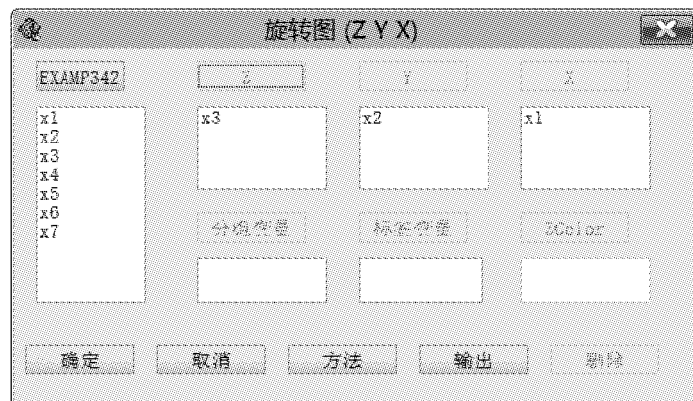 旋转图 (Z Y X)
EXAMP342 Z Y X
x1
x2
x3
x4
x5
x6
x7
x3
x2
x1
分组变量 标签变量 ZColor
确定 取消 方法 输出 删除